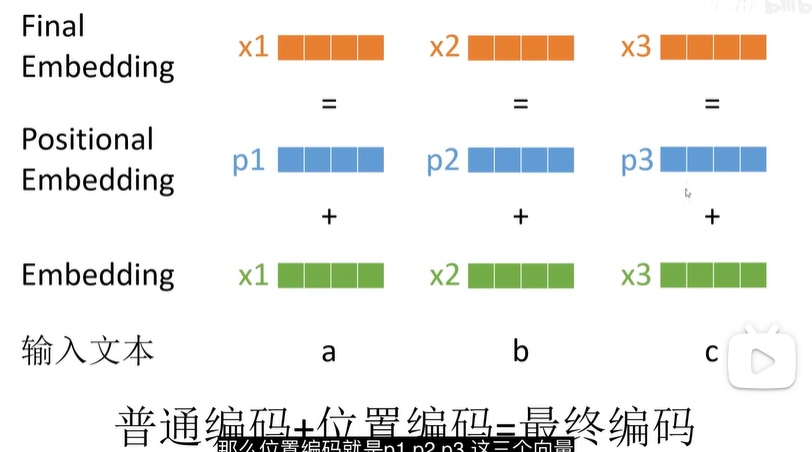 Final
Embedding
x1 x2 x3
= = =
Positional
Embedding
p1 p2 p3
+ + +
Embedding x1 x2 x3
输入文本 a b c
普通编码+位置编码=最终编码
那么位置编码就是p1 p2 p3 这三个向量